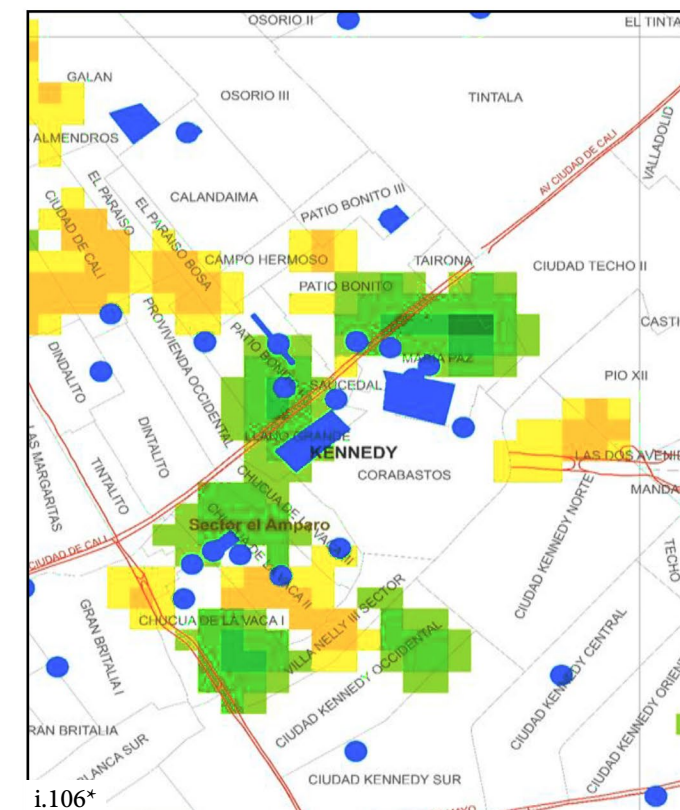 OSORIO II
EL TINTA
GALAN
OSORIO III
TINTALA
ALMENDROS
VALLADOLID
AV CIUDAD DE CALI
EL PARAISO
EL PARAISO BOSA
CIUDAD DE CALI
CALANDAIMA
PATIO BONITO III
CAMPO HERMOSO
TAIRONA
CIUDAD TECHO II
PATIO BONITO
PROVIVIENDA OCCIDENTAL
PATIO BONITO
CASTI
MARIA PAZ
DINDALITO
SAUCEDAL
PIO XII
LLANO GRANDE
KENNEDY
LAS MARGARITAS
TINTALITO
DINTALITO
CORABASTOS
LAS DOS AVENIE
MANDA
CHUCUA DE LA VACA III
Sector el Amparo
CHUCUA DE LA VACA II
CIUDAD KENNEDY NORTE
TECHO
CIUDAD DE CALI
GRAN BRITALIA I
CHUCUA DE LA VACA I
VILLA NELLY III SECTOR
CIUDAD KENNEDY OCCIDENTAL
CIUDAD KENNEDY CENTRAL
CIUDAD KENNEDY ORIEN
RAN BRITALIA
BLANCA SUR
CIUDAD KENNEDY SUR
i.106*